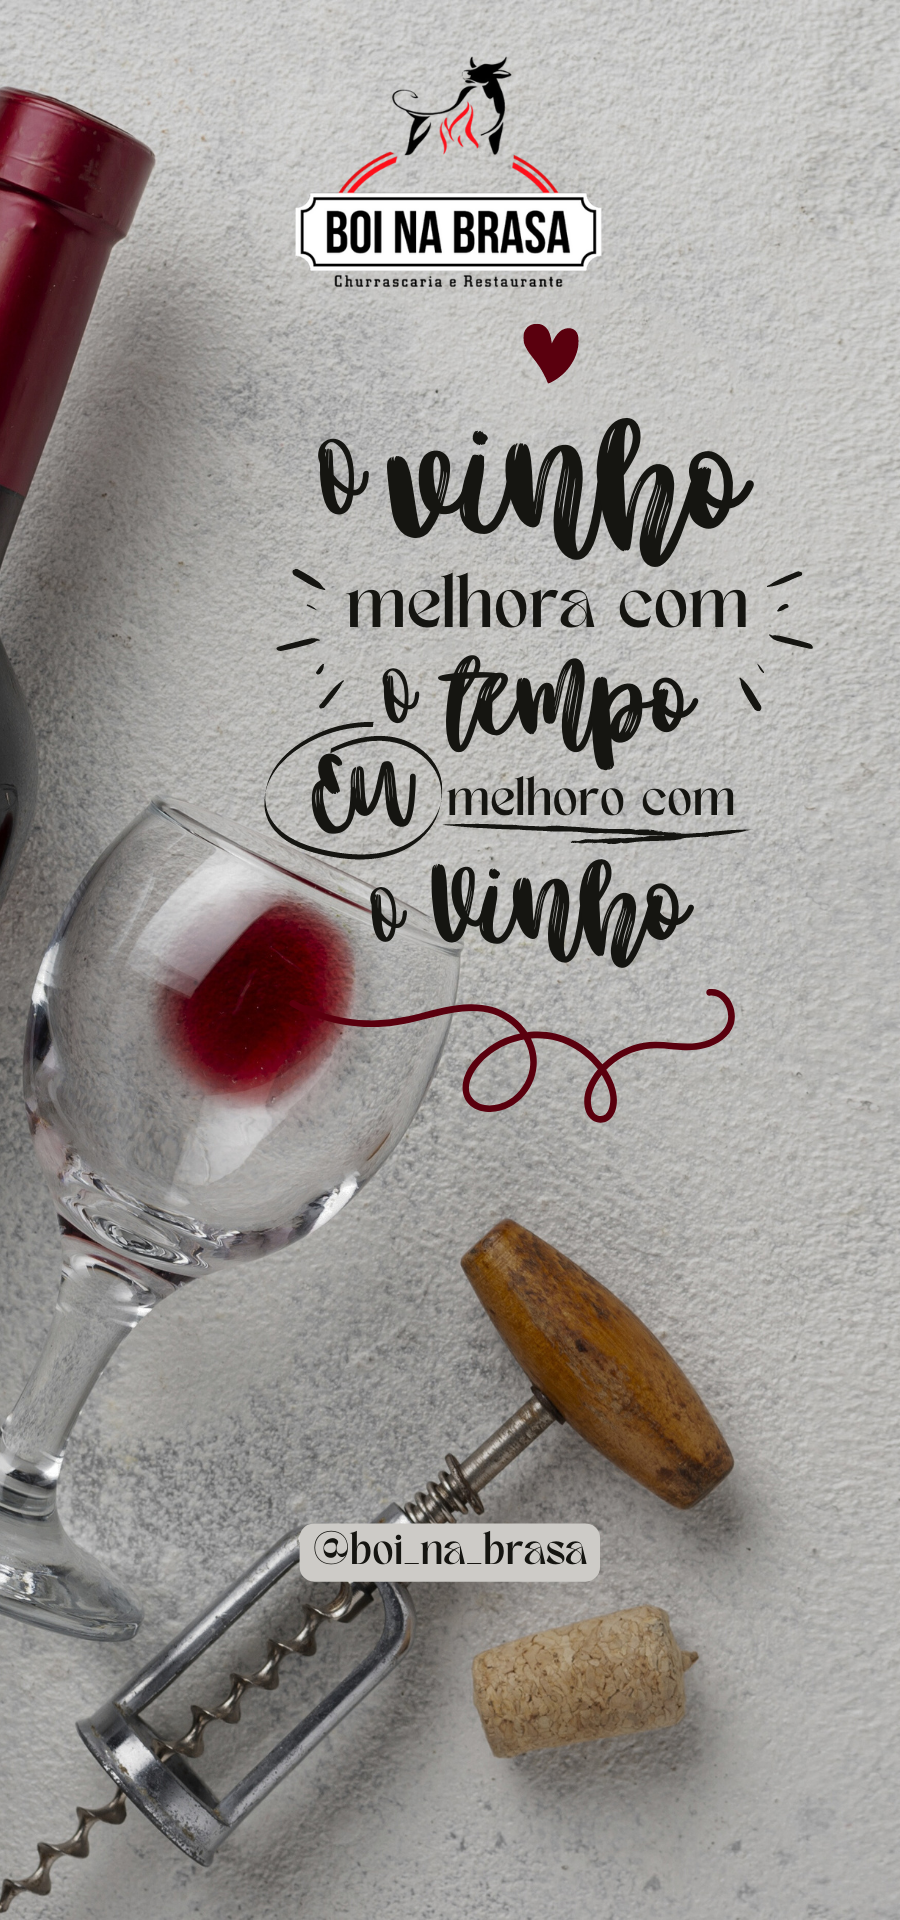 BOI NA BRASA
Churrascaria e Restaurante
o vinho
melhora com
o tempo
Eu melhoro com
o vinho
@boi_na_brasa